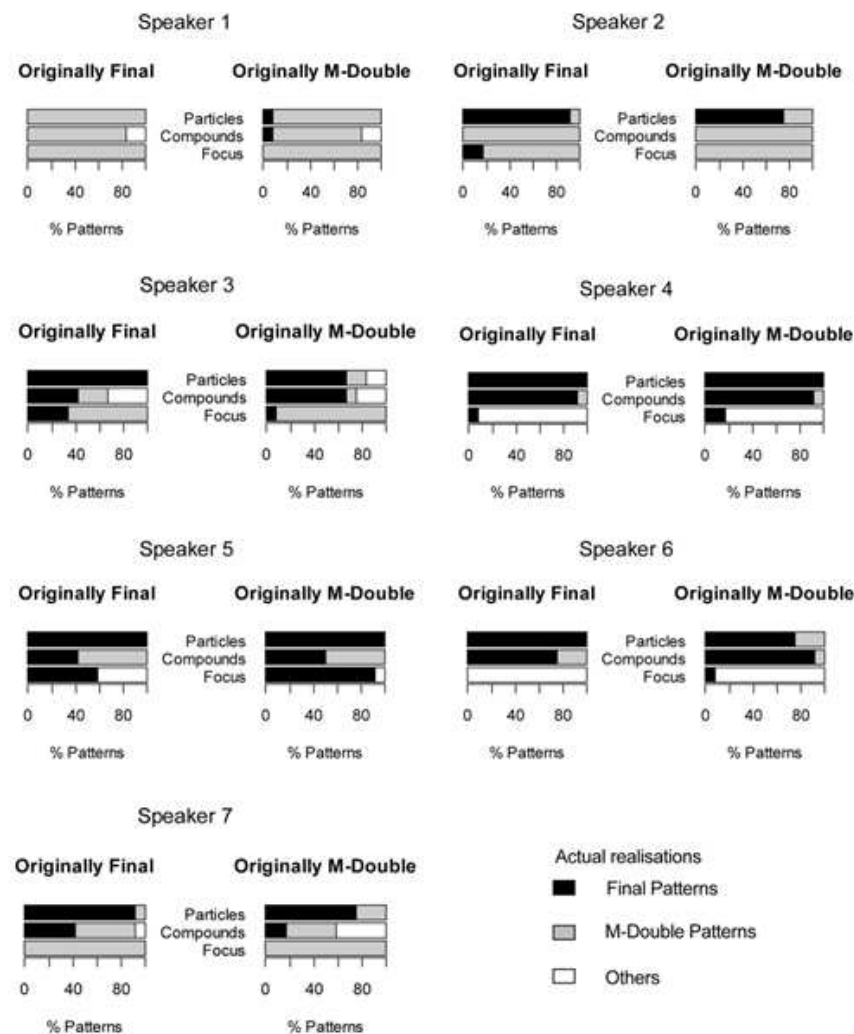 Speaker 1
Speaker 2
Originally Final
Originally M-Double
Originally Final
Originally M-Double
Particles
Compounds
Focus
Particles
Compounds
Focus
0 40 80
0 40 80
0 40 80
0 40 80
% Patterns
% Patterns
% Patterns
% Patterns
Speaker 3
Speaker 4
Originally Final
Originally M-Double
Originally Final
Originally M-Double
Particles
Compounds
Focus
Particles
Compounds
Focus
0 40 80
0 40 80
0 40 80
0 40 80
% Patterns
% Patterns
% Patterns
% Patterns
Speaker 5
Speaker 6
Originally Final
Originally M-Double
Originally Final
Originally M-Double
Particles
Compounds
Focus
Particles
Compounds
Focus
0 40 80
0 40 80
0 40 80
0 40 80
% Patterns
% Patterns
% Patterns
% Patterns
Speaker 7
Originally Final
Originally M-Double
Particles
Compounds
Focus
0 40 80
0 40 80
% Patterns
% Patterns
Actual realisations
Final Patterns
M-Double Patterns
Others